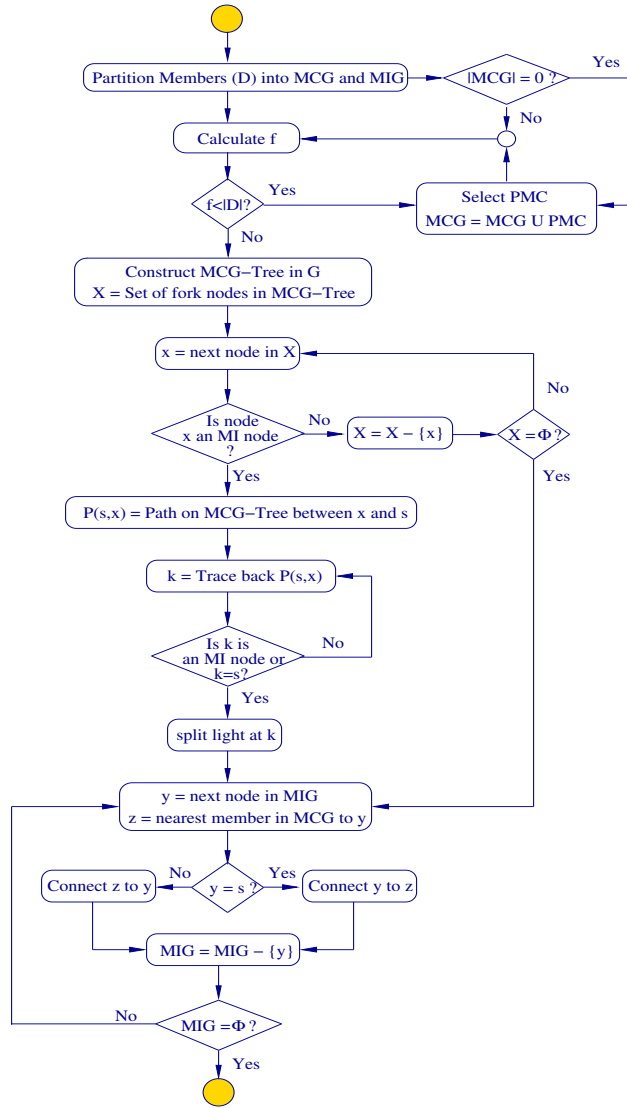 Partition Members (D) into MCG and MIG
|MCG| = 0 ?
Yes
No
Calculate f
f<|D|?
Yes
Select PMC
MCG = MCG U PMC
No
Construct MCG−Tree in G
X = Set of fork nodes in MCG−Tree
x = next node in X
No
Is node
x an MI node
?
No
X = X − {x}
X =Φ ?
Yes
Yes
P(s,x) = Path on MCG−Tree between x and s
k = Trace back P(s,x)
Is k is
an MI node or
k=s?
No
Yes
split light at k
y = next node in MIG
z = nearest member in MCG to y
No
Yes
Connect z to y
y = s ?
Connect y to z
MIG = MIG − {y}
No
MIG =Φ ?
Yes